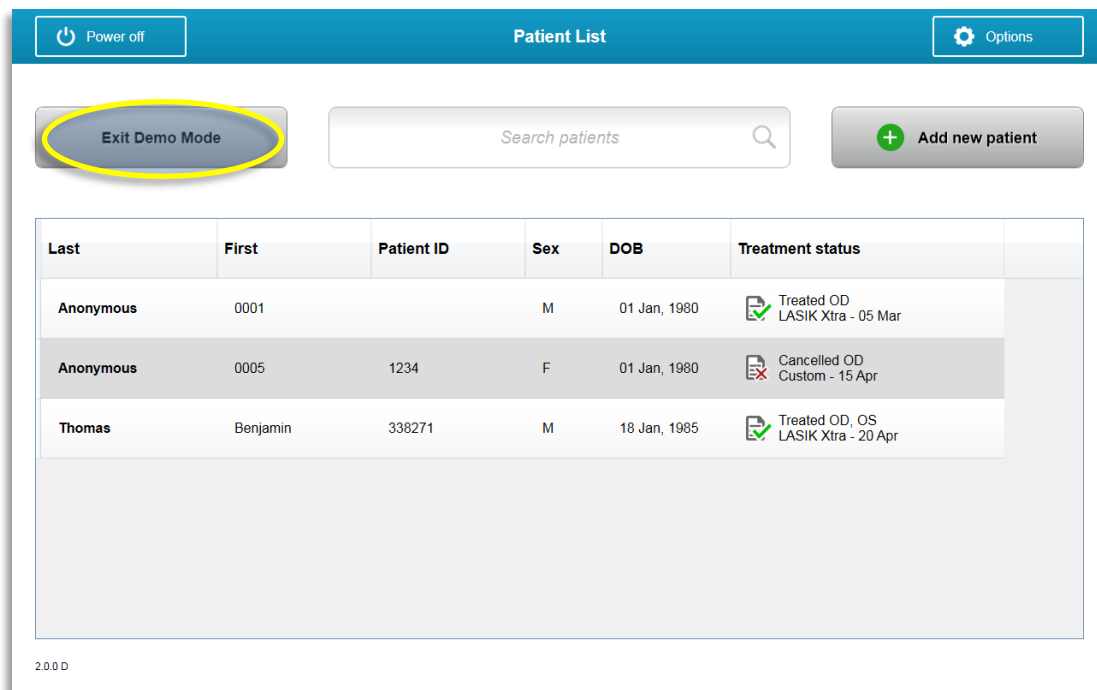 Power off
Patient List
Options
Exit Demo Mode
Search patients
Add new patient
Last First Patient ID Sex DOB Treatment status
Anonymous 0001 M 01 Jan, 1980 Treated OD
LASIK Xtra - 05 Mar
Anonymous 0005 1234 F 01 Jan, 1980 Cancelled OD
Custom - 15 Apr
Thomas Benjamin 338271 M 18 Jan, 1985 Treated OD, OS
LASIK Xtra - 20 Apr
2.0.0 D